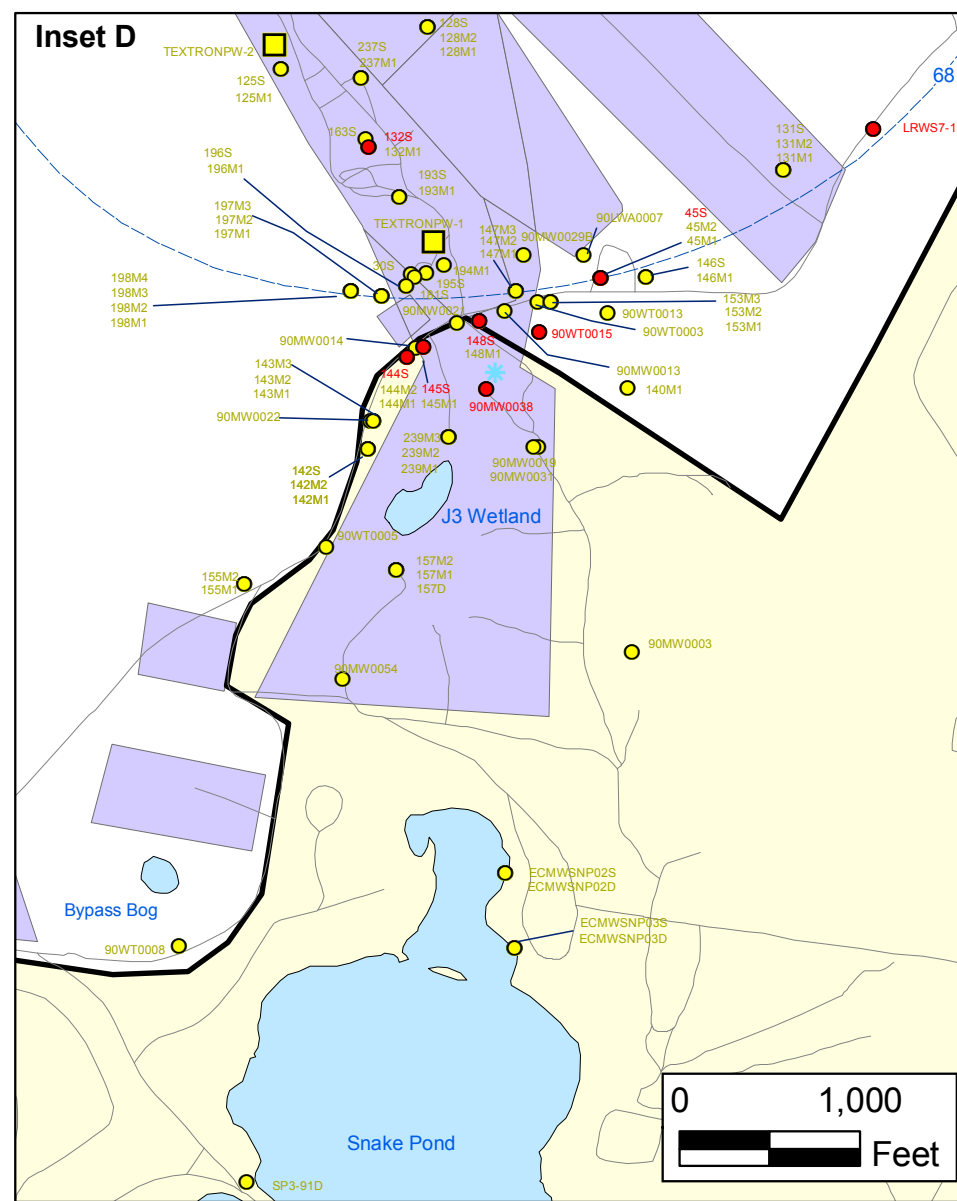 Inset D
TEXTRONPW-2
125S
125M1
237S
237M1
128S
128M2
128M1
68
LRWS7-1
131S
131M2
131M1
163S
132S
132M1
196S
196M1
193S
193M1
197M3
197M2
197M1
TEXTRONPW-1
147M3
147M2
147M1
90MW0029B
90LWA0007
45S
45M2
45M1
146S
146M1
30S
194M1
195S
181S
198M4
198M3
198M2
198M1
90MW0021
90WT0013
153M3
153M2
153M1
90WT0003
90WT0015
90MW0014
148S
148M1
90MW0013
144S
144M2
144M1
145S
145M1
140M1
143M3
143M2
143M1
90MW0022
90MW0038
239M3
239M2
239M1
90MW0019
90MW0031
142S
142M2
142M1
J3 Wetland
90WT0005
157M2
157M1
157D
155M2
155M1
90MW0003
90MW0054
ECMWSNP02S
ECMWSNP02D
Bypass Bog
ECMWSNP03S
ECMWSNP03D
90WT0008
0 1,000
Feet
Snake Pond
SP3-91D